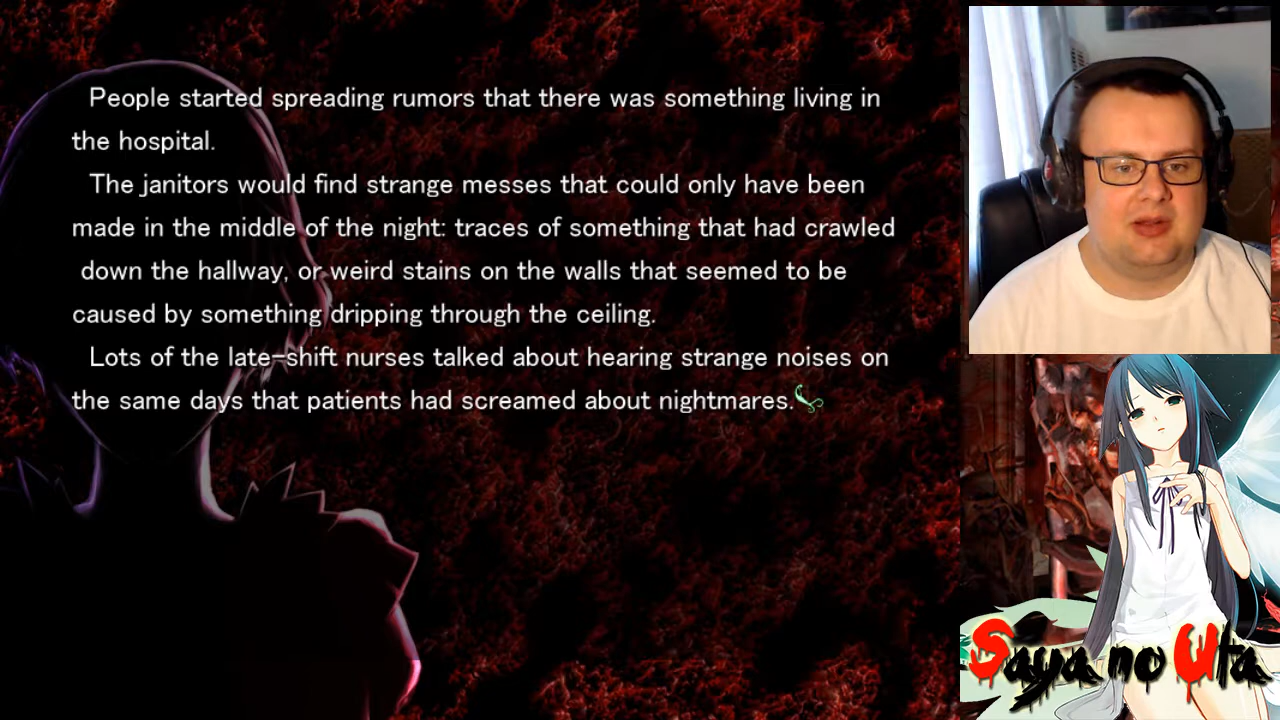 People started spreading rumors that there was something living in
the hospital.
The janitors would find strange messes that could only have been
made in the middle of the night: traces of something that had crawled
down the hallway, or weird stains on the walls that seemed to be
caused by something dripping through the ceiling.
Lots of the late-shift nurses talked about hearing strange noises on
the same days that patients had screamed about nightmares.
Saya no Uta